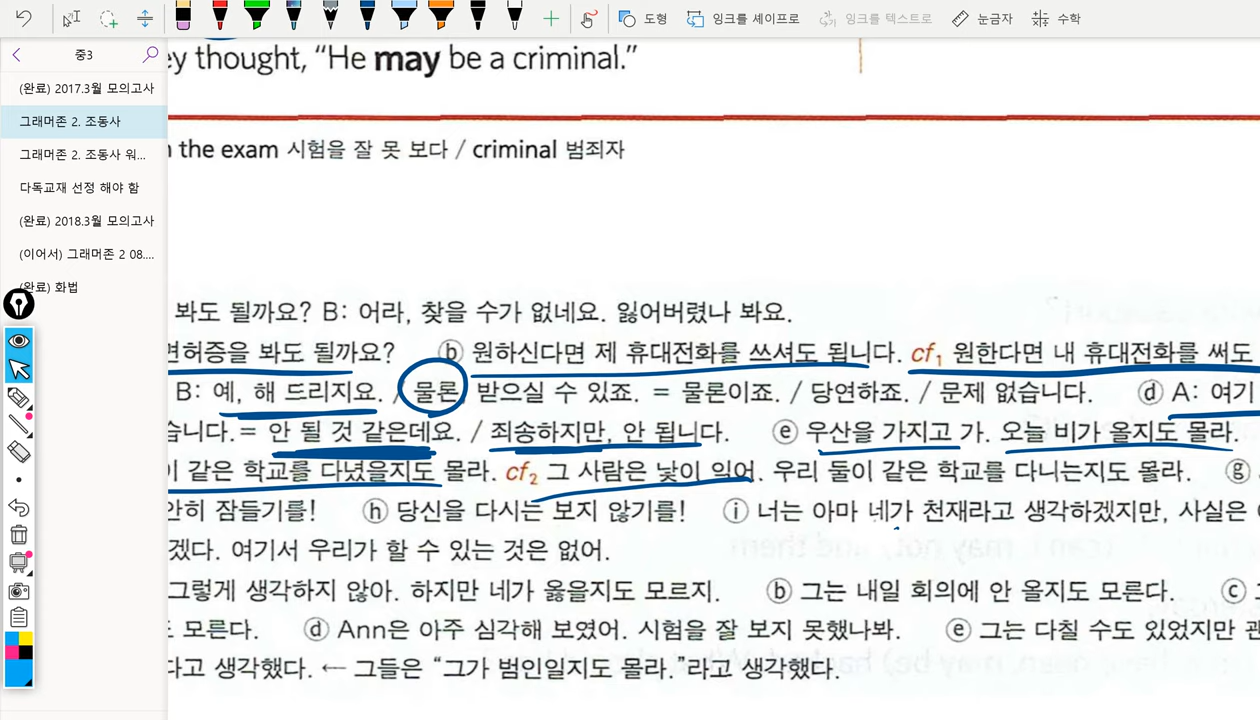 도형 잉크를 셰이프로 잉크를 텍스트로 눈금자 수학
중3
(완료) 2017.3월 모의고사
그래머존 2. 조동사
그래머존 2. 조동사 워...
다독교재 선정 해야 함
(완료) 2018.3월 모의고사
(이어서) 그래머존 2 08....
(완료) 화법
ey thought, “He may be a criminal.”
the exam 시험을 잘 못 보다 / criminal 범죄자
봐도 될까요? B: 어라, 찾을 수가 없네요. 잃어버렸나 봐요.
면허증을 봐도 될까요? ⓑ 원하신다면 제 휴대전화를 쓰셔도 됩니다. cf1 원한다면 내 휴대전화를 써도
B: 예, 해 드리지요. / 물론 받으실 수 있죠. = 물론이죠. / 당연하죠. / 문제 없습니다. ⓓ A: 여기
습니다. = 안 될 것 같은데요. / 죄송하지만, 안 됩니다. ⓔ 우산을 가지고 가. 오늘 비가 올지도 몰라.
이 같은 학교를 다녔을지도 몰라. cf2 그 사람은 낯이 익어. 우리 둘이 같은 학교를 다니는지도 몰라. ⓖ
안히 잠들기를! ⓗ 당신을 다시는 보지 않기를! ⓘ 너는 아마 네가 천재라고 생각하겠지만, 사실은
겠다. 여기서 우리가 할 수 있는 것은 없어.
그렇게 생각하지 않아. 하지만 네가 옳을지도 모르지. ⓑ 그는 내일 회의에 안 올지도 모른다. ⓒ
모른다. ⓓ Ann은 아주 심각해 보였어. 시험을 잘 보지 못했나봐. ⓔ 그는 다칠 수도 있었지만
다고 생각했다. ← 그들은 “그가 범인일지도 몰라.”라고 생각했다.